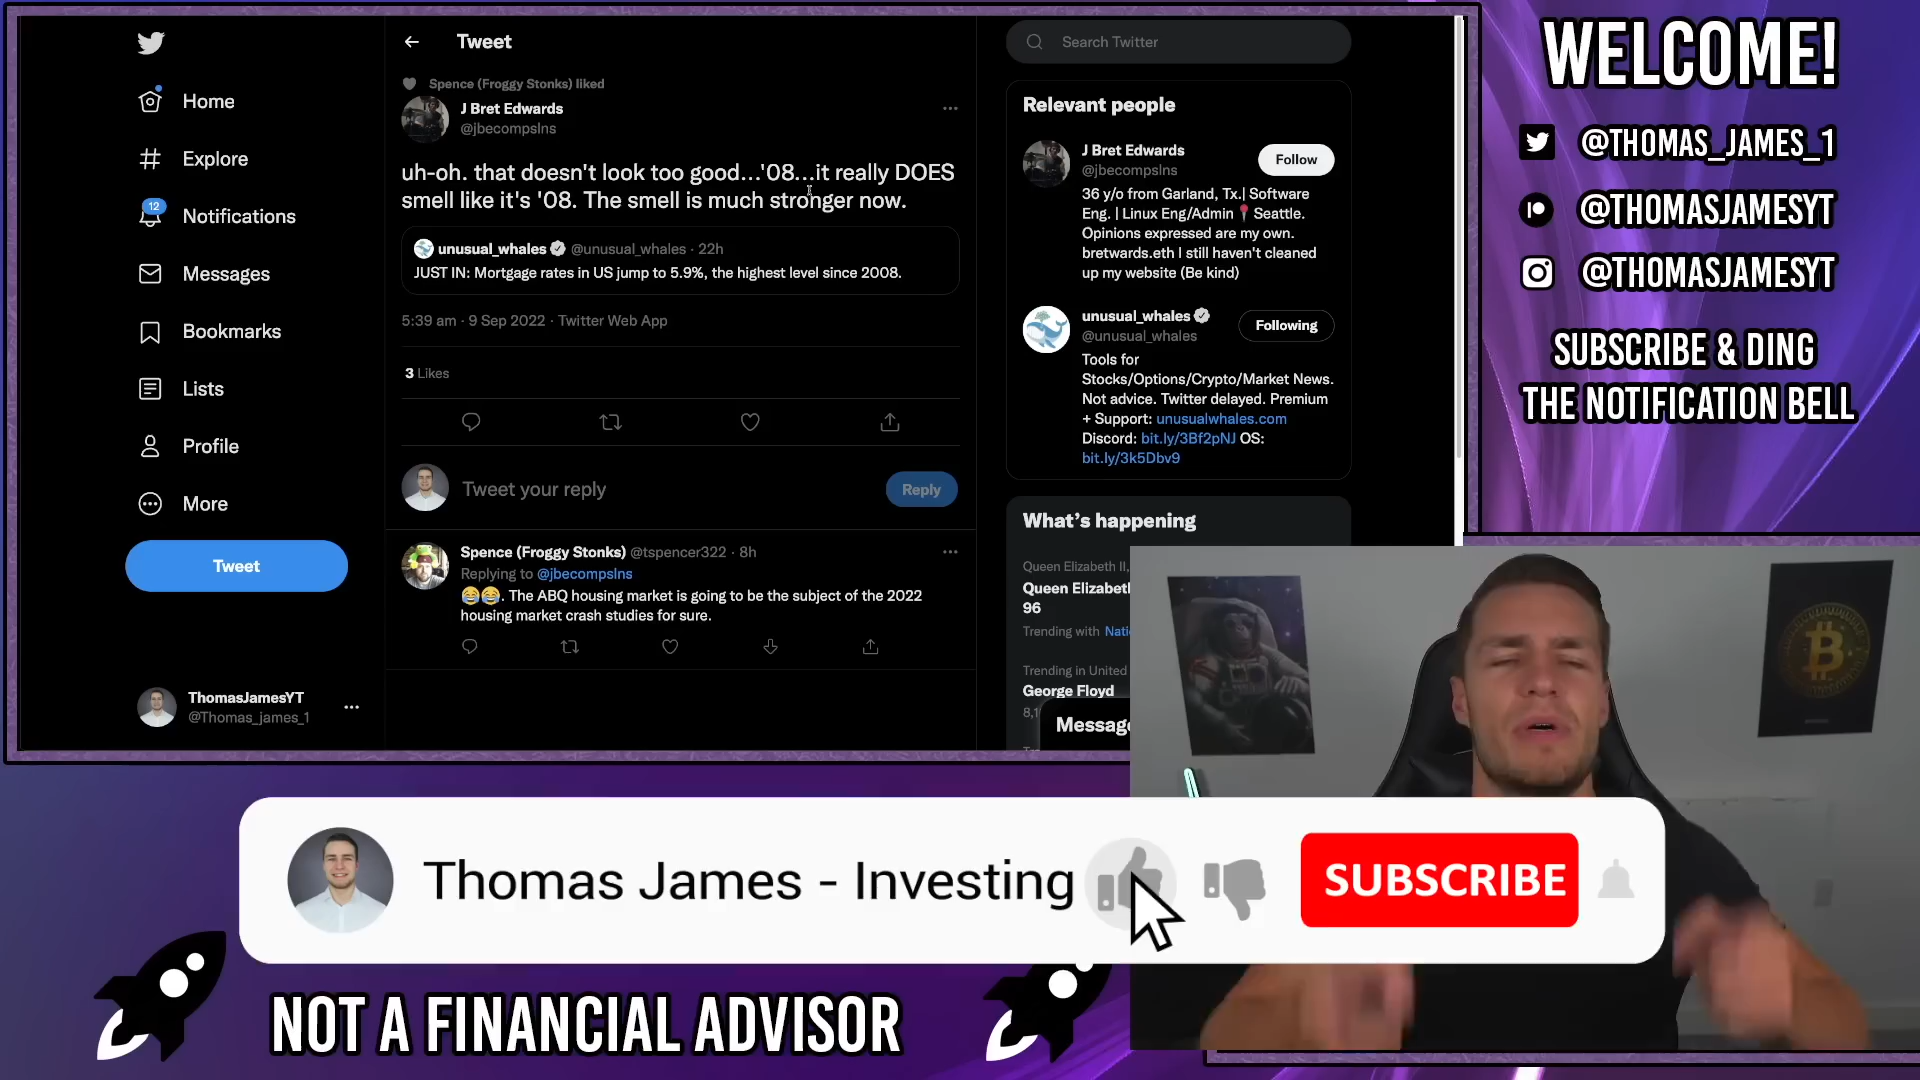 Home
Explore
12
Notifications
Messages
Bookmarks
Lists
Profile
More
Tweet
ThomasJamesYT
@Thomas_james_1
Tweet
Spence (Froggy Stonks) liked
J Bret Edwards
@jbecompslns
uh-oh. that doesn't look too good...'08...it really DOES
smell like it's '08. The smell is much stronger now.
unusual_whales @unusual_whales · 22h
JUST IN: Mortgage rates in US jump to 5.9%, the highest level since 2008.
5:39 am · 9 Sep 2022 · Twitter Web App
3 Likes
Tweet your reply
Reply
Spence (Froggy Stonks) @tspencer322 · 8h
Replying to @jbecompslns
😂😂. The ABQ housing market is going to be the subject of the 2022
housing market crash studies for sure.
Search Twitter
Relevant people
J Bret Edwards
@jbecompslns
Follow
36 y/o from Garland, Tx.| Software
Eng. | Linux Eng/Admin 📍 Seattle.
Opinions expressed are my own.
bretwards.eth I still haven't cleaned
up my website (Be kind)
unusual_whales
@unusual_whales
Following
Tools for
Stocks/Options/Crypto/Market News.
Not advice. Twitter delayed. Premium
+ Support: unusualwhales.com
Discord: bit.ly/3Bf2pNJ OS:
bit.ly/3k5Dbv9
What's happening
Queen Elizabeth II,
Queen Elizabeth
96
Trending with
Trending in United
George Floyd
WELCOME!
@THOMAS_JAMES_1
@THOMASJAMESYT
@THOMASJAMESYT
SUBSCRIBE & DING
THE NOTIFICATION BELL
Thomas James - Investing
SUBSCRIBE
NOT A FINANCIAL ADVISOR